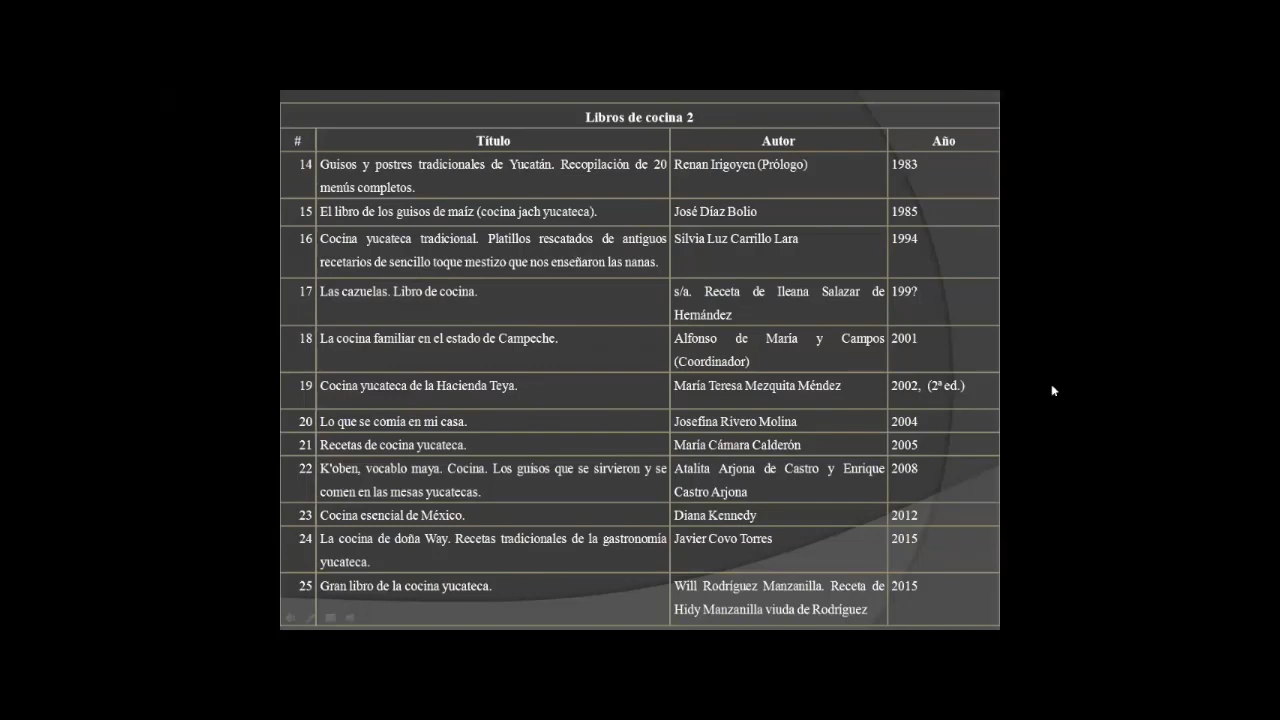 Libros de cocina 2
# Título Autor Año
14 Guisos y postres tradicionales de Yucatán. Recopilación de 20 Renan Irigoyen (Prólogo) 1983
menús completos.
15 El libro de los guisos de maíz (cocina jach yucateca). José Díaz Bolio 1985
16 Cocina yucateca tradicional. Platillos rescatados de antiguos Silvia Luz Carrillo Lara 1994
recetarios de sencillo toque mestizo que nos enseñaron las nanas.
17 Las cazuelas. Libro de cocina. s/a. Receta de Ileana Salazar de 199?
Hernández
18 La cocina familiar en el estado de Campeche. Alfonso de María y Campos 2001
(Coordinador)
19 Cocina yucateca de la Hacienda Teya. María Teresa Mezquita Méndez 2002, (2ª ed.)
20 Lo que se comía en mi casa. Josefina Rivero Molina 2004
21 Recetas de cocina yucateca. María Cámara Calderón 2005
22 K'oben, vocablo maya. Cocina. Los guisos que se sirvieron y se Atalita Arjona de Castro y Enrique 2008
comen en las mesas yucatecas. Castro Arjona
23 Cocina esencial de México. Diana Kennedy 2012
24 La cocina de doña Way. Recetas tradicionales de la gastronomía Javier Covo Torres 2015
yucateca.
25 Gran libro de la cocina yucateca. Will Rodríguez Manzanilla. Receta de 2015
Hidy Manzanilla viuda de Rodríguez